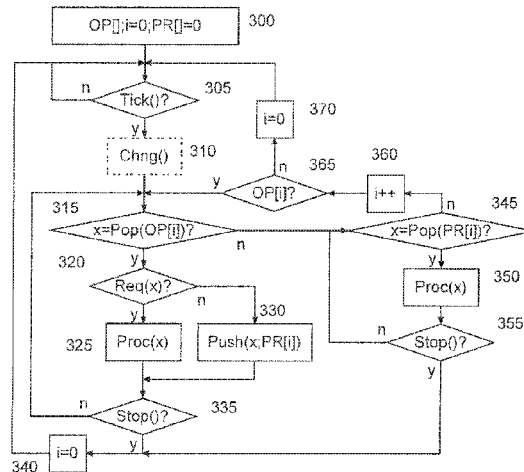 OP[];i=0;PR[]=0
300
n
Tick()?
305
y
Chng()
310
i=0
370
n
365
y
OP[i]?
360
i++
n
345
315
x=Pop(OP[i])?
n
x=Pop(PR[i])?
y
y
320
Req(x)?
n
Proc(x)
350
y
330
325
Proc(x)
Push(x;PR[i])
n
Stop()?
355
y
n
Stop()?
335
y
340
i=0